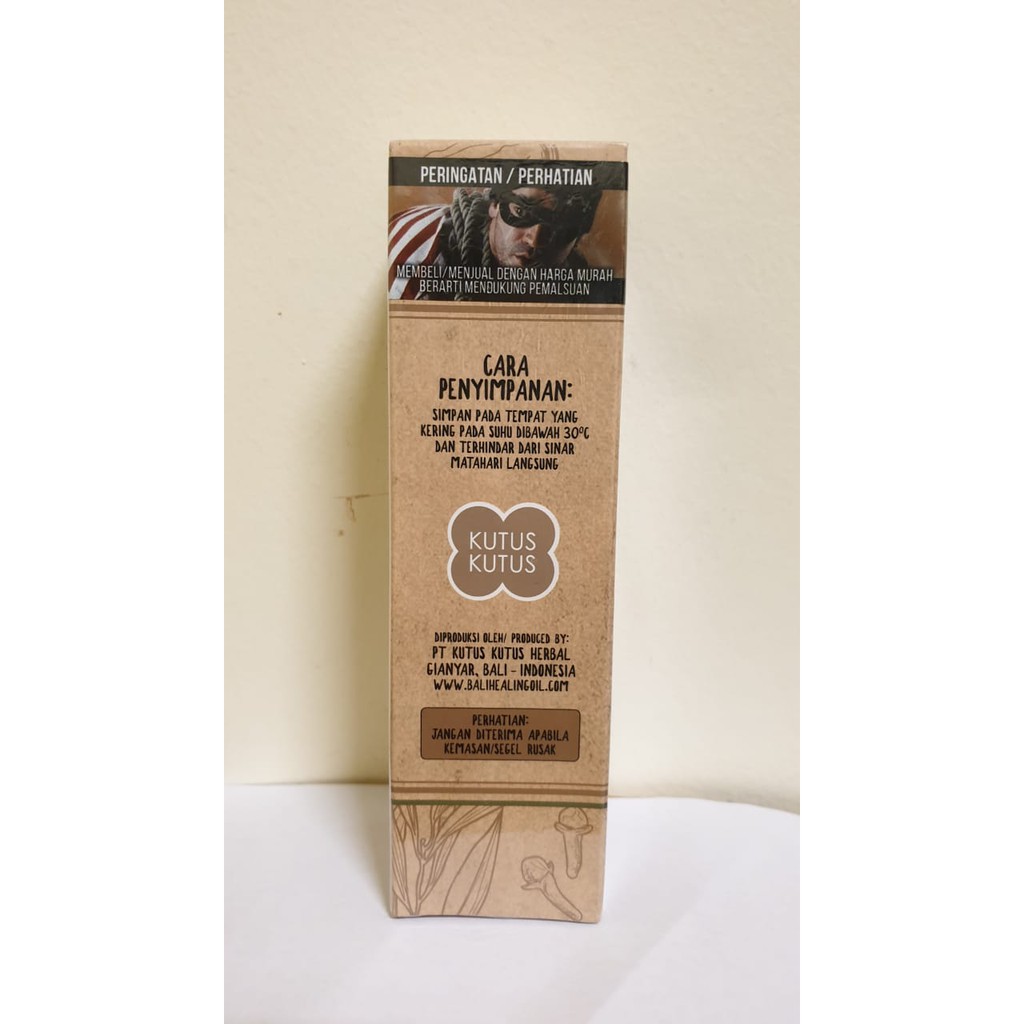 PERINGATAN / PERHATIAN
MEMBELI/MENJUAL DENGAN HARGA MURAH
BERARTI MENDUKUNG PEMALSUAN
CARA
PENYIMPANAN:
SIMPAN PADA TEMPAT YANG
KERING PADA SUHU DIBAWAH 30°C
DAN TERHINDAR DARI SINAR
MATAHARI LANGSUNG
KUTUS
KUTUS
DIPRODUKSI OLEH/ PRODUCED BY:
PT KUTUS KUTUS HERBAL
GIANYAR, BALI - INDONESIA
WWW.BALIHEALINGOIL.COM
PERHATIAN:
JANGAN DITERIMA APABILA
KEMASAN/SEGEL RUSAK